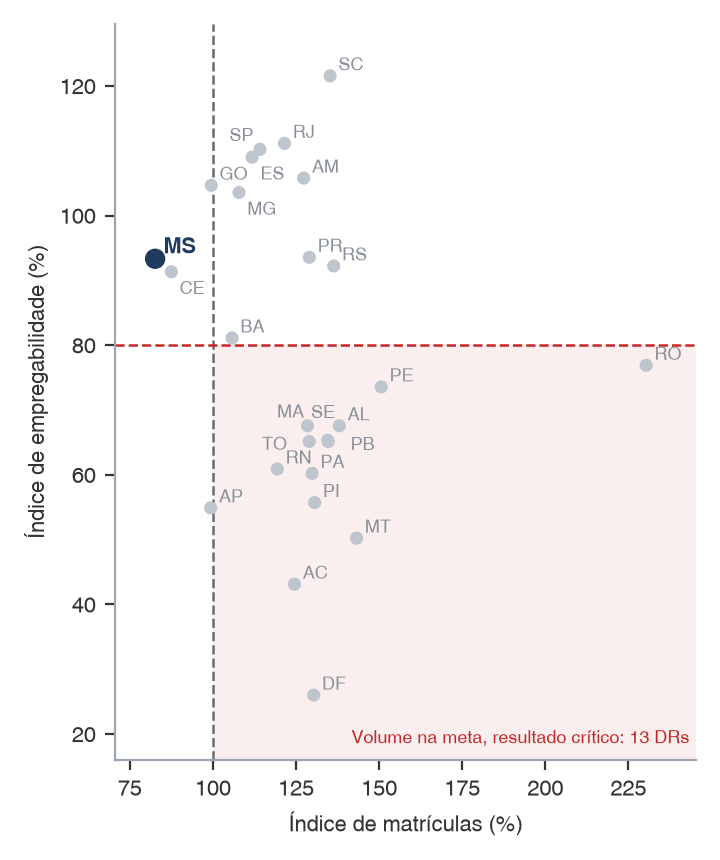 SC
120
SP
RJ
GO
ES
AM
MG
100
MS
PR
RS
CE
BA
80
RO
PE
MA
SE
AL
TO
PB
RN
PA
60
PI
AP
MT
AC
40
DF
20
Volume na meta, resultado crítico: 13 DRs
75
100
125
150
175
200
225
Índice de matrículas (%)
Índice de empregabilidade (%)